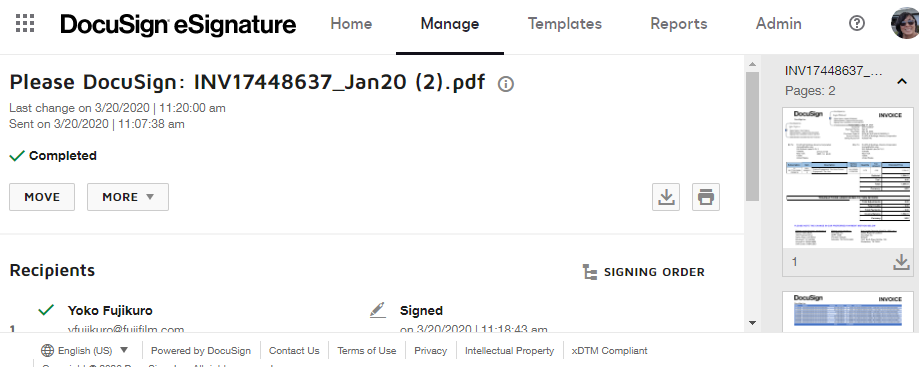 DocuSign eSignature
Home
Manage
Templates
Reports
Admin
Please DocuSign: INV17448637_Jan20 (2).pdf
Last change on 3/20/2020 | 11:20:00 am
Sent on 3/20/2020 | 11:07:38 am
Completed
MOVE
MORE
Recipients
SIGNING ORDER
1
Yoko Fujikuro
yfujikuro@fujifilm.com
Signed
on 3/20/2020 | 11:18:43 am
INV17448637_...
Pages: 2
DocuSign
INVOICE
1
DocuSign
INVOICE
English (US)
Powered by DocuSign
Contact Us
Terms of Use
Privacy
Intellectual Property
xDTM Compliant